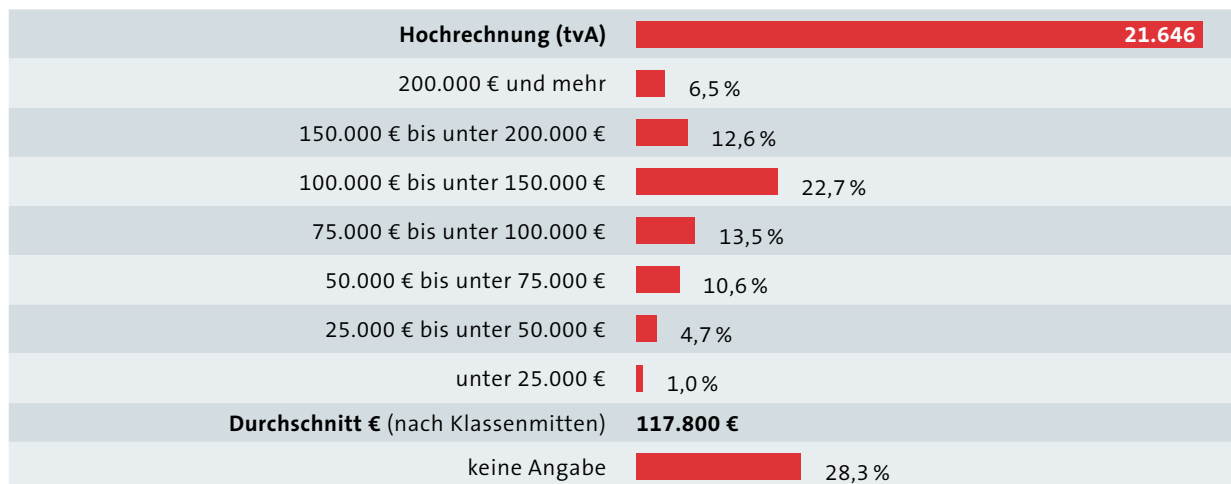 Hochrechnung (tvA) 21.646
200.000 € und mehr 6,5 %
150.000 € bis unter 200.000 € 12,6 %
100.000 € bis unter 150.000 € 22,7 %
75.000 € bis unter 100.000 € 13,5 %
50.000 € bis unter 75.000 € 10,6 %
25.000 € bis unter 50.000 € 4,7 %
unter 25.000 € 1,0 %
Durchschnitt € (nach Klassenmitten) 117.800 €
keine Angabe 28,3 %